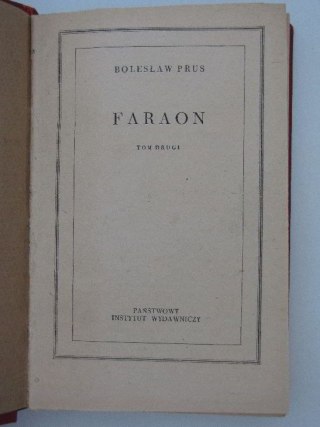 BOLESŁAW PRUS
FARAON
TOM DRUGI
PAŃSTWOWY
INSTYTUT WYDAWNICZY